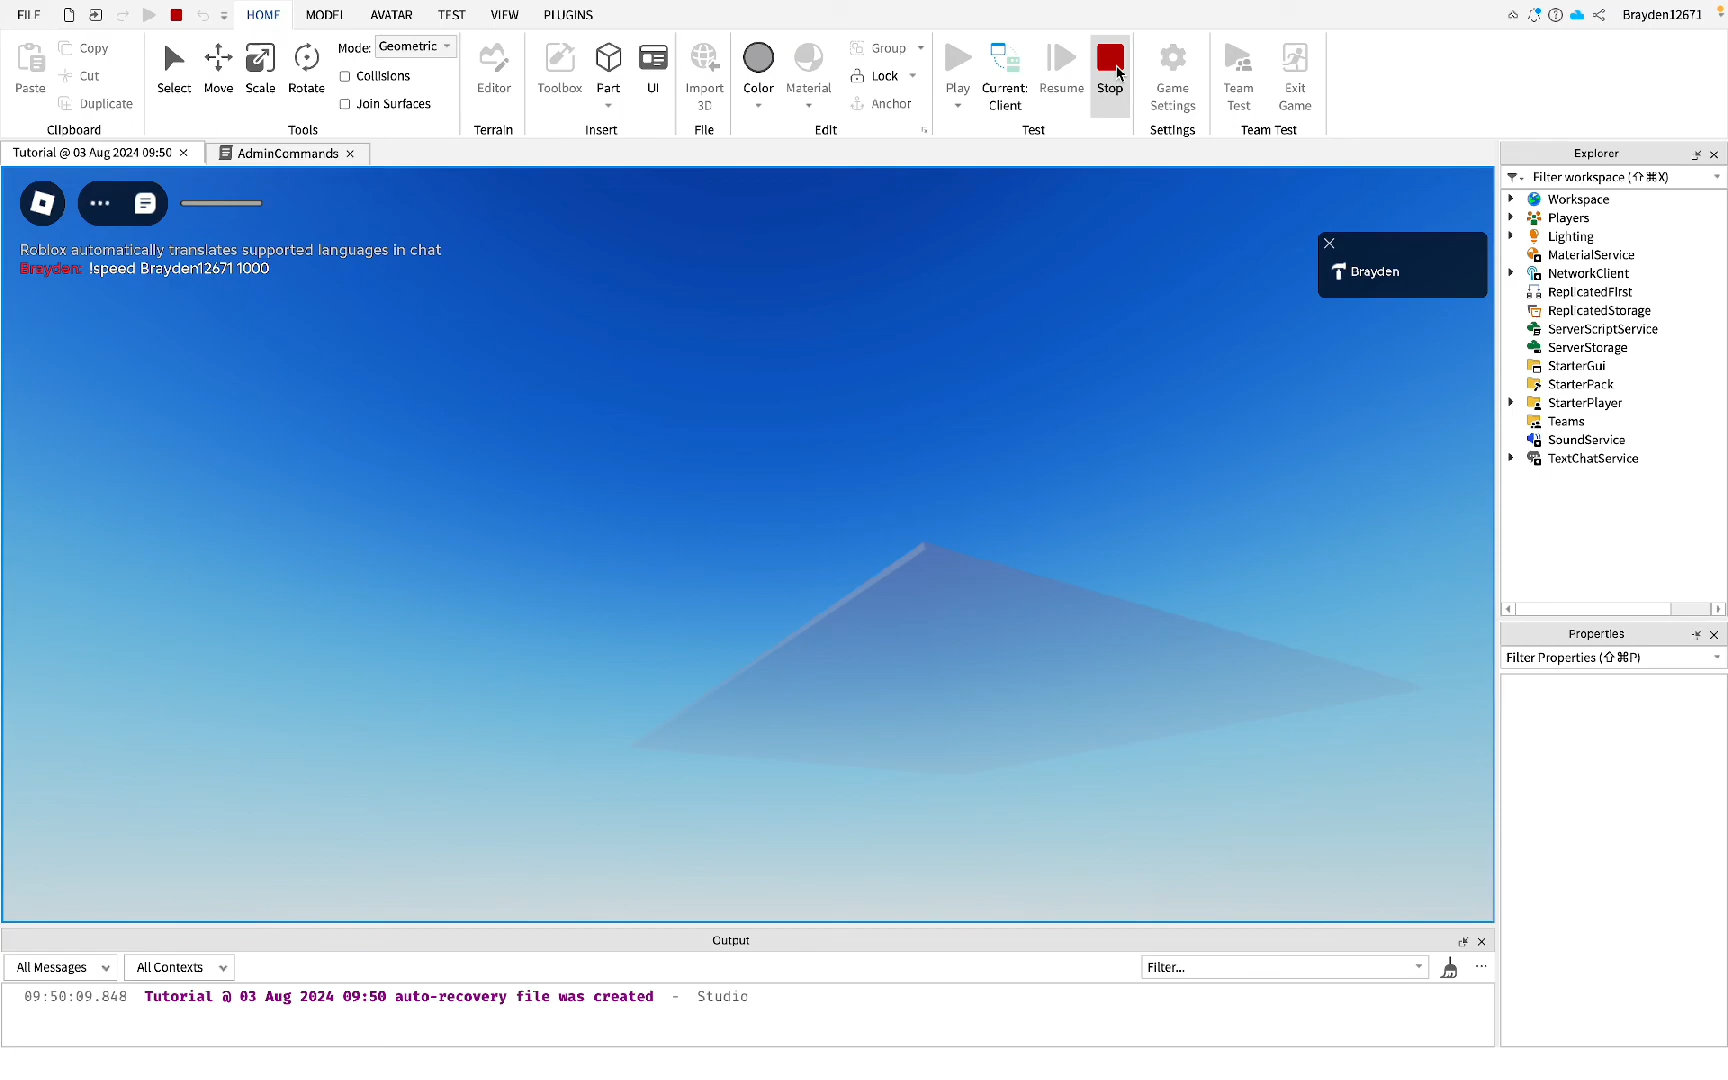 FILE HOME MODEL AVATAR TEST VIEW PLUGINS Brayden12671
Paste Copy Cut Duplicate Clipboard
Select Move Scale Rotate Mode: Geometric Collisions Join Surfaces Tools
Editor Terrain
Toolbox Part UI Insert
Import 3D File
Color Material Group Lock Anchor Edit
Play Current: Client Resume Stop Test
Game Settings Settings
Team Test Exit Game Team Test
Tutorial @ 03 Aug 2024 09:50 AdminCommands
Roblox automatically translates supported languages in chat
Brayden: !speed Brayden12671 1000
Brayden
Explorer
Filter workspace (⇧⌘X)
Workspace
Players
Lighting
MaterialService
NetworkClient
ReplicatedFirst
ReplicatedStorage
ServerScriptService
ServerStorage
StarterGui
StarterPack
StarterPlayer
Teams
SoundService
TextChatService
Properties
Filter Properties (⇧⌘P)
Output
All Messages All Contexts Filter...
09:50:09.848 Tutorial @ 03 Aug 2024 09:50 auto-recovery file was created - Studio